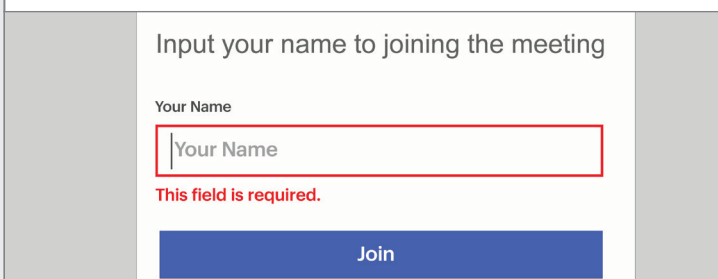 Input your name to joining the meeting
Your Name
Your Name
This field is required.
Join